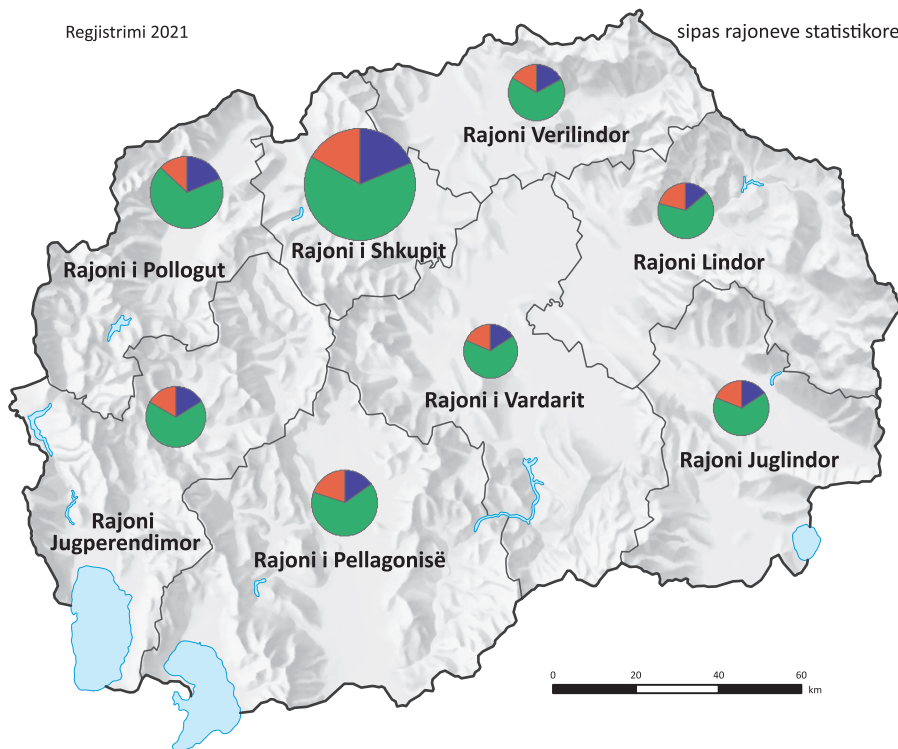 Regjistrimi 2021
sipas rajoneve statistikore
Rajoni Verilindor
Rajoni i Shkupit
Rajoni i Pollogut
Rajoni Lindor
Rajoni i Vardarit
Rajoni Juglindor
Rajoni
Jugperendimor
Rajoni i Pellagonisë
0 20 40 60
km